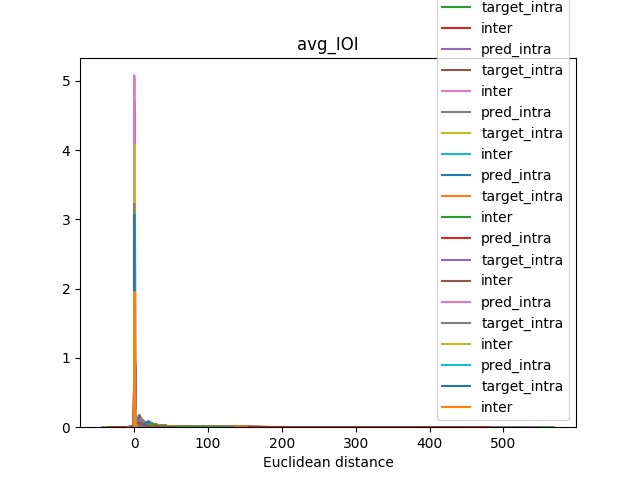 target_intra
inter
avg_IOI
pred_intra
target_intra
inter
pred_intra
target_intra
inter
pred_intra
target_intra
inter
pred_intra
target_intra
inter
pred_intra
target_intra
inter
pred_intra
target_intra
inter
5
4
3
2
1
0
0 100 200 300 400 500
Euclidean distance